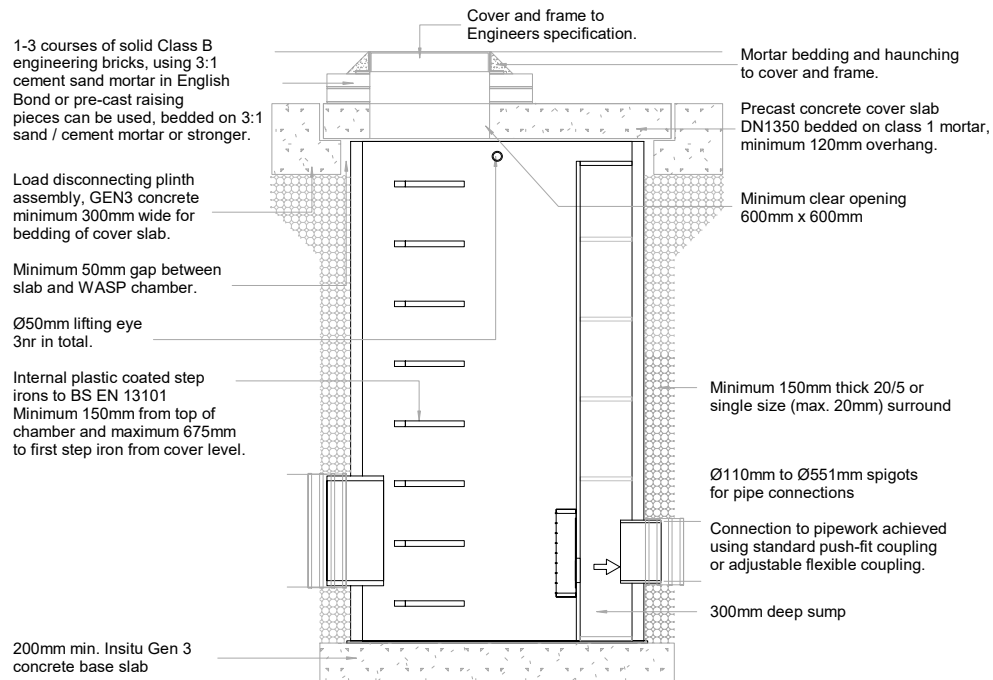 Cover and frame to
Engineers specification.
1-3 courses of solid Class B
engineering bricks, using 3:1
cement sand mortar in English
Bond or pre-cast raising
pieces can be used, bedded on 3:1
sand / cement mortar or stronger.
Load disconnecting plinth
assembly, GEN3 concrete
minimum 300mm wide for
bedding of cover slab.
Minimum 50mm gap between
slab and WASP chamber.
Ø50mm lifting eye
3nr in total.
Internal plastic coated step
irons to BS EN 13101
Minimum 150mm from top of
chamber and maximum 675mm
to first step iron from cover level.
200mm min. Insitu Gen 3
concrete base slab
Mortar bedding and haunching
to cover and frame.
Precast concrete cover slab
DN1350 bedded on class 1 mortar,
minimum 120mm overhang.
Minimum clear opening
600mm x 600mm
Minimum 150mm thick 20/5 or
single size (max. 20mm) surround
Ø110mm to Ø551mm spigots
for pipe connections
Connection to pipework achieved
using standard push-fit coupling
or adjustable flexible coupling.
300mm deep sump